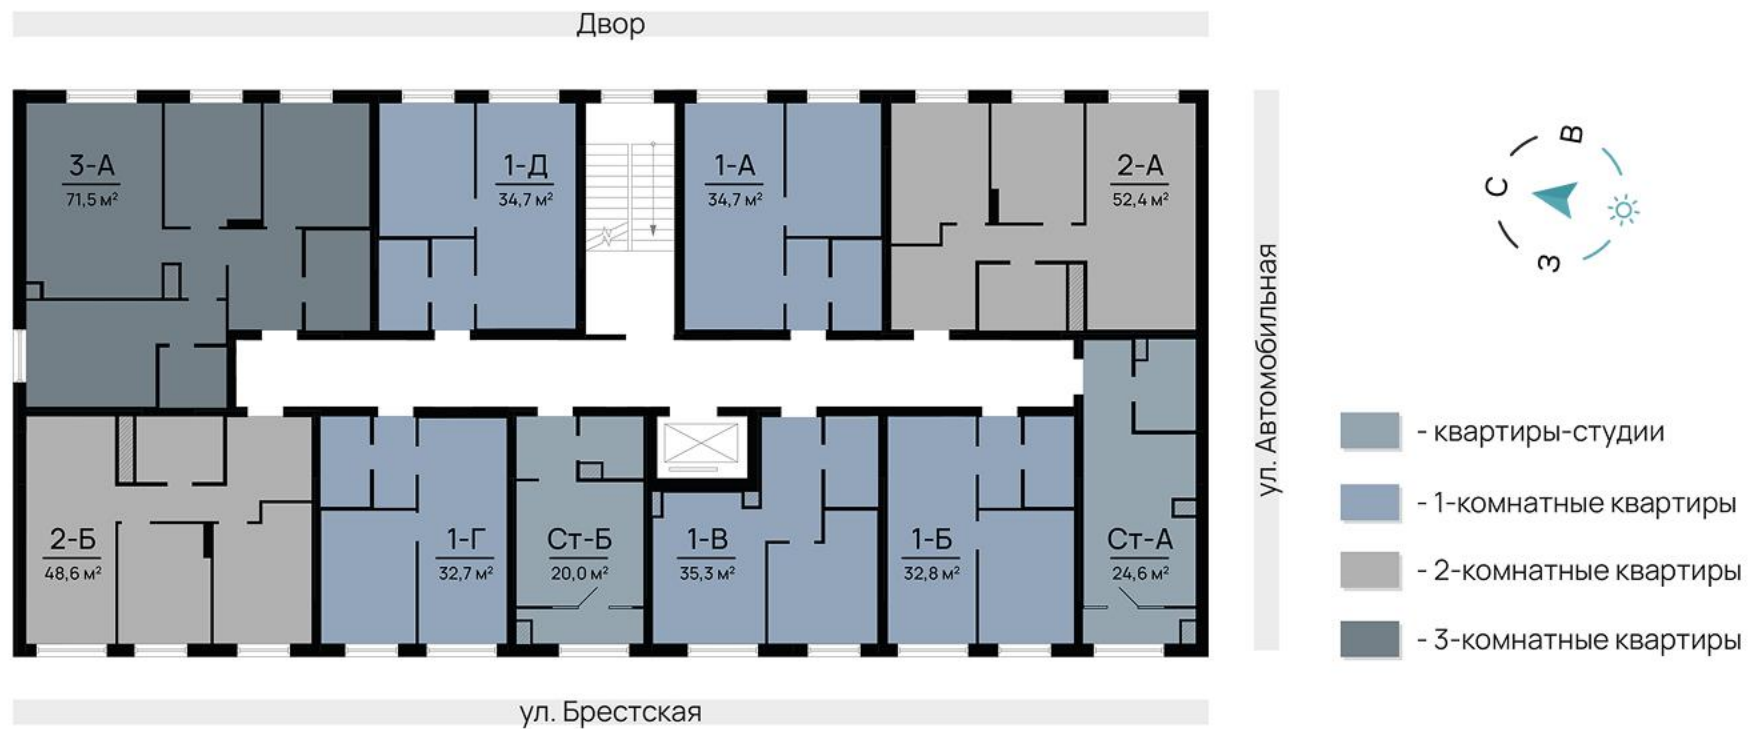 Двор
3-А
71,5 м²
1-Д
34,7 м²
1-А
34,7 м²
2-А
52,4 м²
2-Б
48,6 м²
1-Г
32,7 м²
Ст-Б
20,0 м²
1-В
35,3 м²
1-Б
32,8 м²
Ст-А
24,6 м²
ул. Брестская
ул. Автомобильная
В
С
З
- квартиры-студии
- 1-комнатные квартиры
- 2-комнатные квартиры
- 3-комнатные квартиры